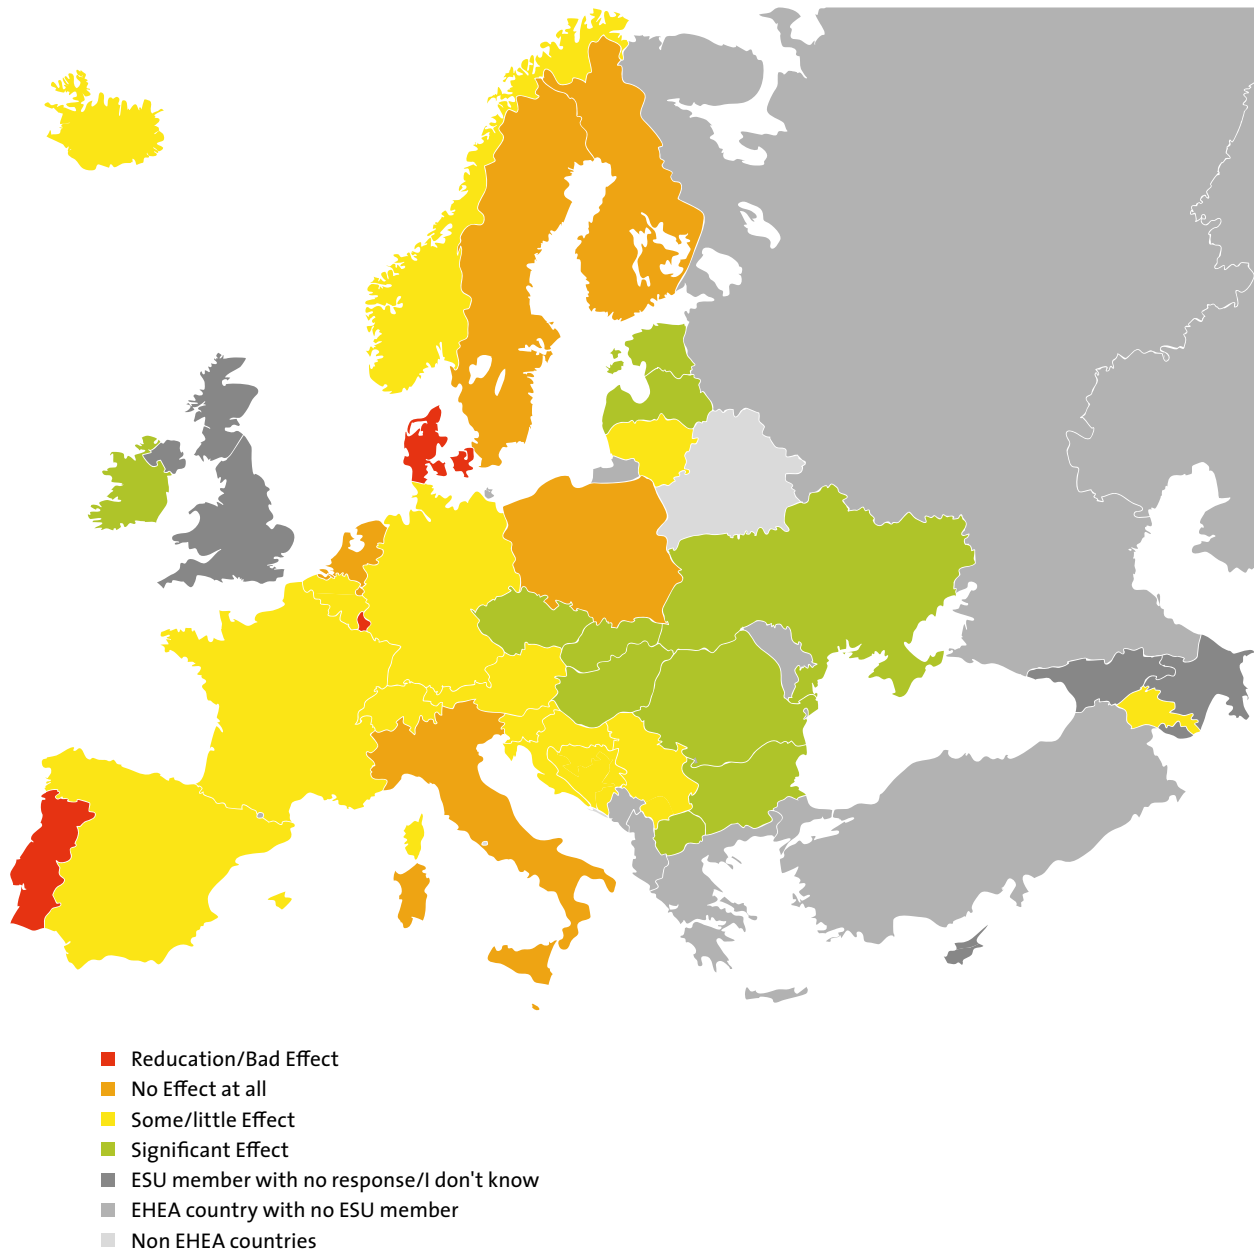 Reducation/Bad Effect
No Effect at all
Some/little Effect
Significant Effect
ESU member with no response/I don't know
EHEA country with no ESU member
Non EHEA countries